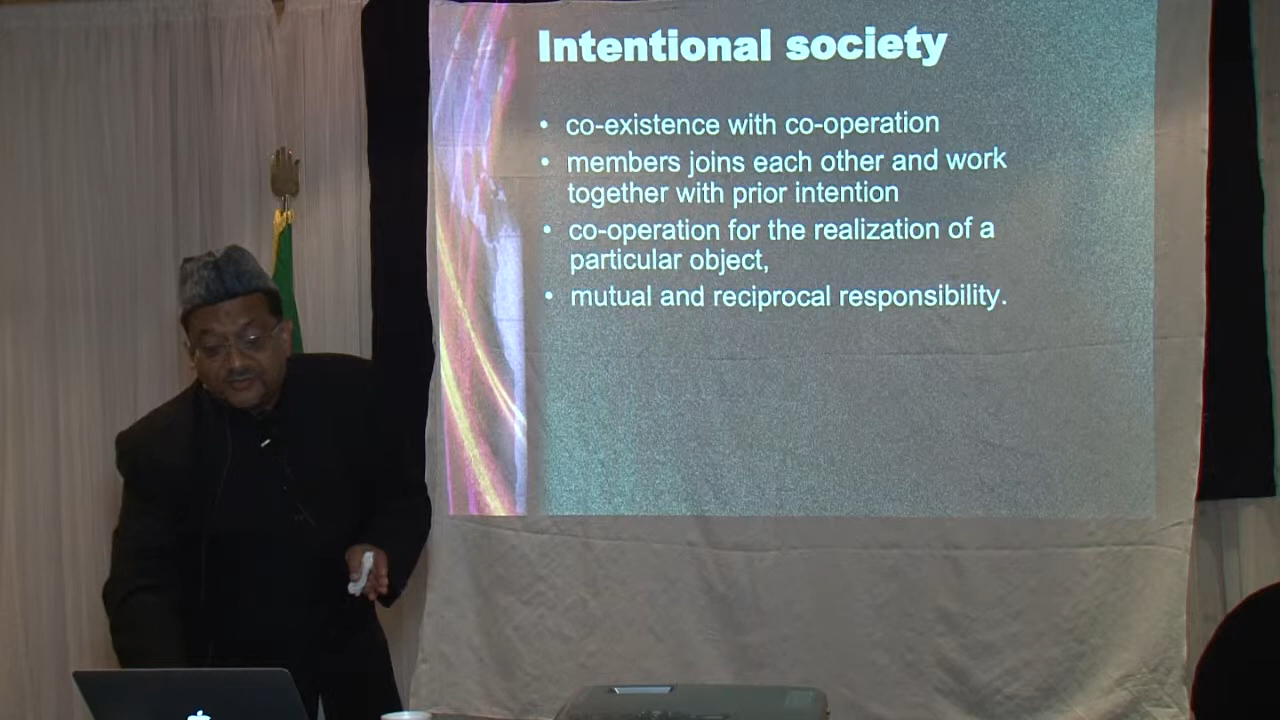 Intentional society
• co-existence with co-operation
• members joins each other and work
together with prior intention
• co-operation for the realization of a
particular object,
• mutual and reciprocal responsibility.